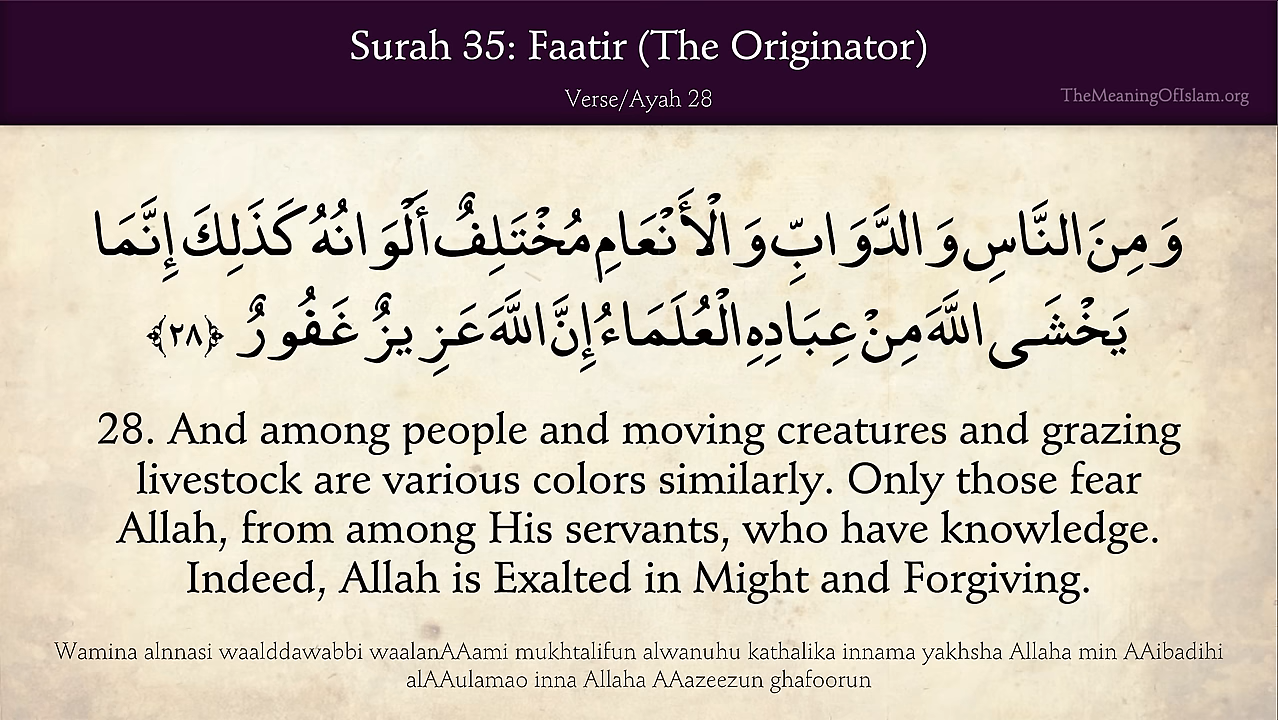 Surah 35: Faatir (The Originator)
Verse/Ayah 28
TheMeaningOfIslam.org
وَمِنَ النَّاسِ وَالدَّوَابِّ وَالْأَنْعَامِ مُخْتَلِفٌ أَلْوَانُهُ كَذَلِكَ إِنَّمَا
يَخْشَى اللَّهَ مِنْ عِبَادِهِ الْعُلَمَاءُ إِنَّ اللَّهَ عَزِيزٌ غَفُورٌ ﴿٢٨﴾
28. And among people and moving creatures and grazing
livestock are various colors similarly. Only those fear
Allah, from among His servants, who have knowledge.
Indeed, Allah is Exalted in Might and Forgiving.
Wamina alnnasi waalddawabbi waalanAAami mukhtalifun alwanuhu kathalika innama yakhsha Allaha min AAibadihi
alAAulamao inna Allaha AAazeezun ghafoorun